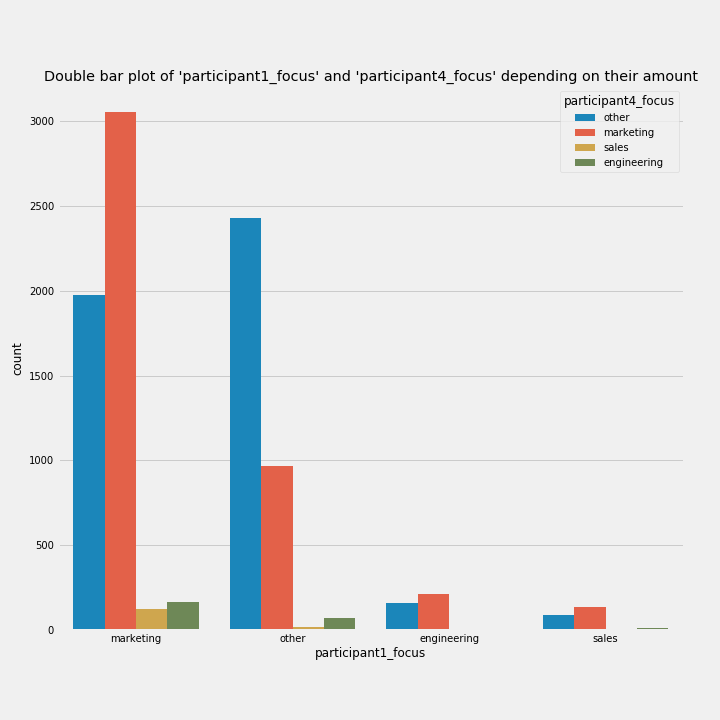 Double bar plot of 'participant1_focus' and 'participant4_focus' depending on their amount
participant4_focus
other
marketing
sales
engineering
3000
2500
2000
1500
1000
500
0
count
marketing other engineering sales
participant1_focus